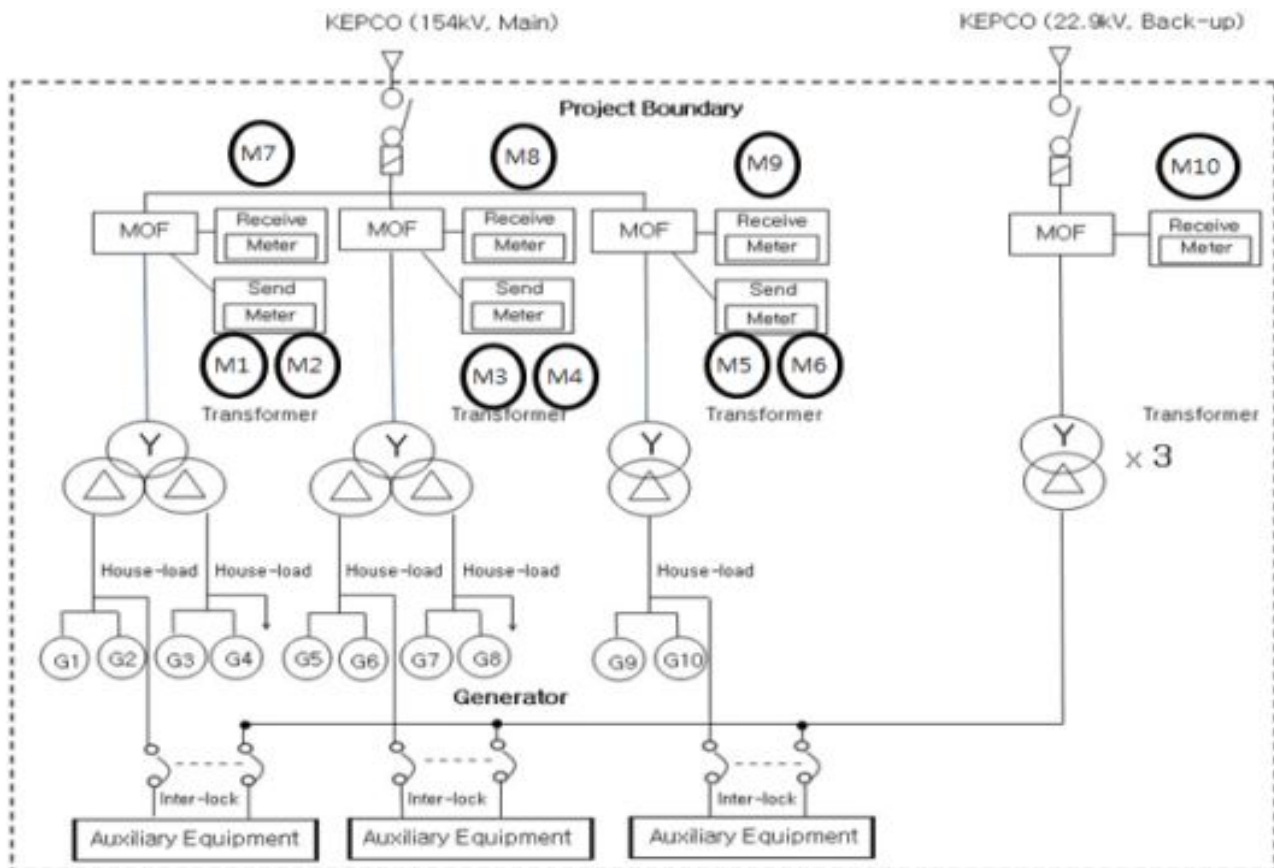 KEPCO (154kV, Main)
KEPCO (22.9kV, Back-up)
Project Boundary
M7
M8
M9
M10
MOF
Receive
Meter
MOF
Receive
Meter
MOF
Receive
Meter
MOF
Receive
Meter
Send
Meter
Send
Meter
Send
Meter
M1
M2
M3
M4
M5
M6
Transformer
Transformer
Transformer
Transformer
Y
Y
Y
Y
x 3
House-load
House-load
House-load
House-load
House-load
G1
G2
G3
G4
G5
G6
G7
G8
G9
G10
Generator
Inter-lock
Inter-lock
Inter-lock
Auxiliary Equipment
Auxiliary Equipment
Auxiliary Equipment